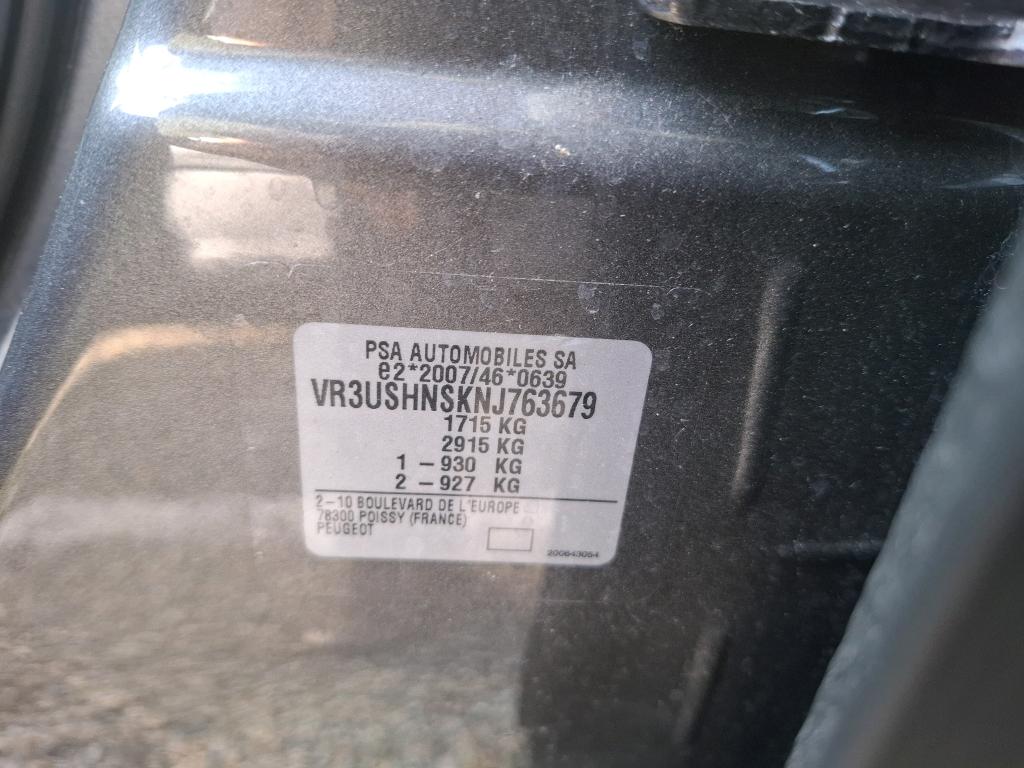 PSA AUTOMOBILES SA
e2*2007/46*0639
VR3USHNSKNJ763679
1715 KG
2915 KG
1 – 930 KG
2 – 927 KG
2–10 BOULEVARD DE L'EUROPE
78300 POISSY (FRANCE)
PEUGEOT
200643054